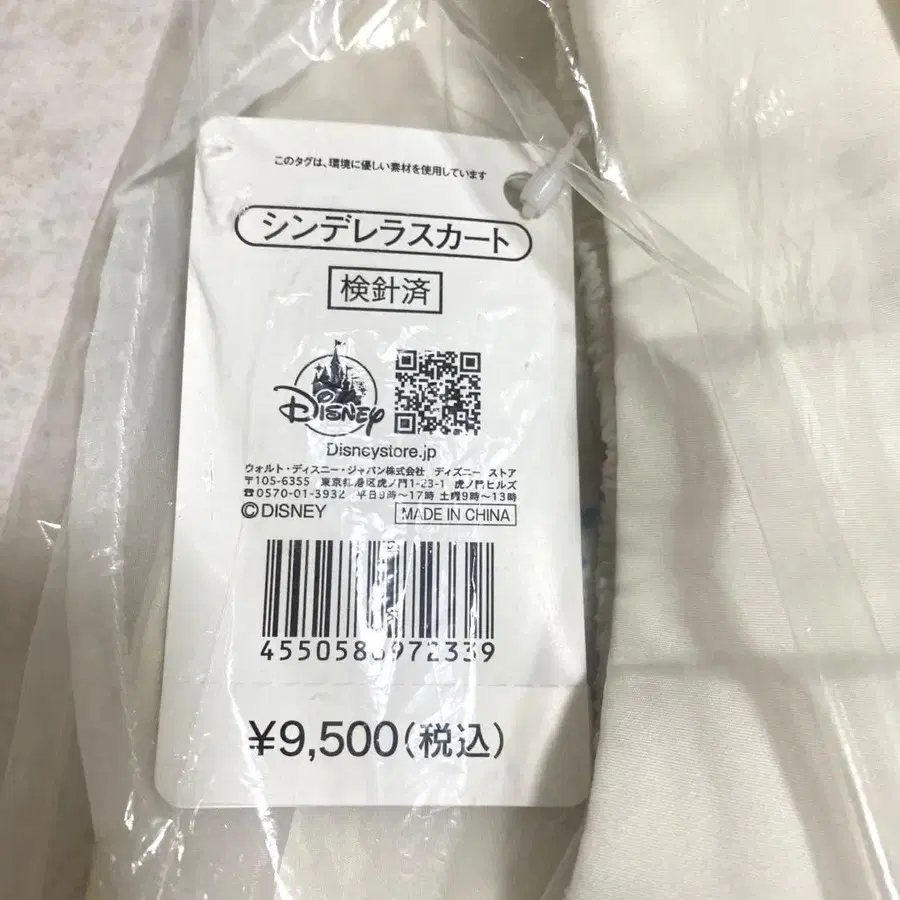 このタグは、環境に優しい素材を使用しています
シンデレラスカート
検針済
DISNEY
Disneystore.jp
ウォルト・ディズニー・ジャパン株式会社 ディズニー ストア
〒105-6355 東京都港区虎ノ門1-23-1 虎ノ門ヒルズ
☎0570-01-3932 平日9時〜17時 土曜9時〜13時
©DISNEY
MADE IN CHINA
¥9,500(税込)